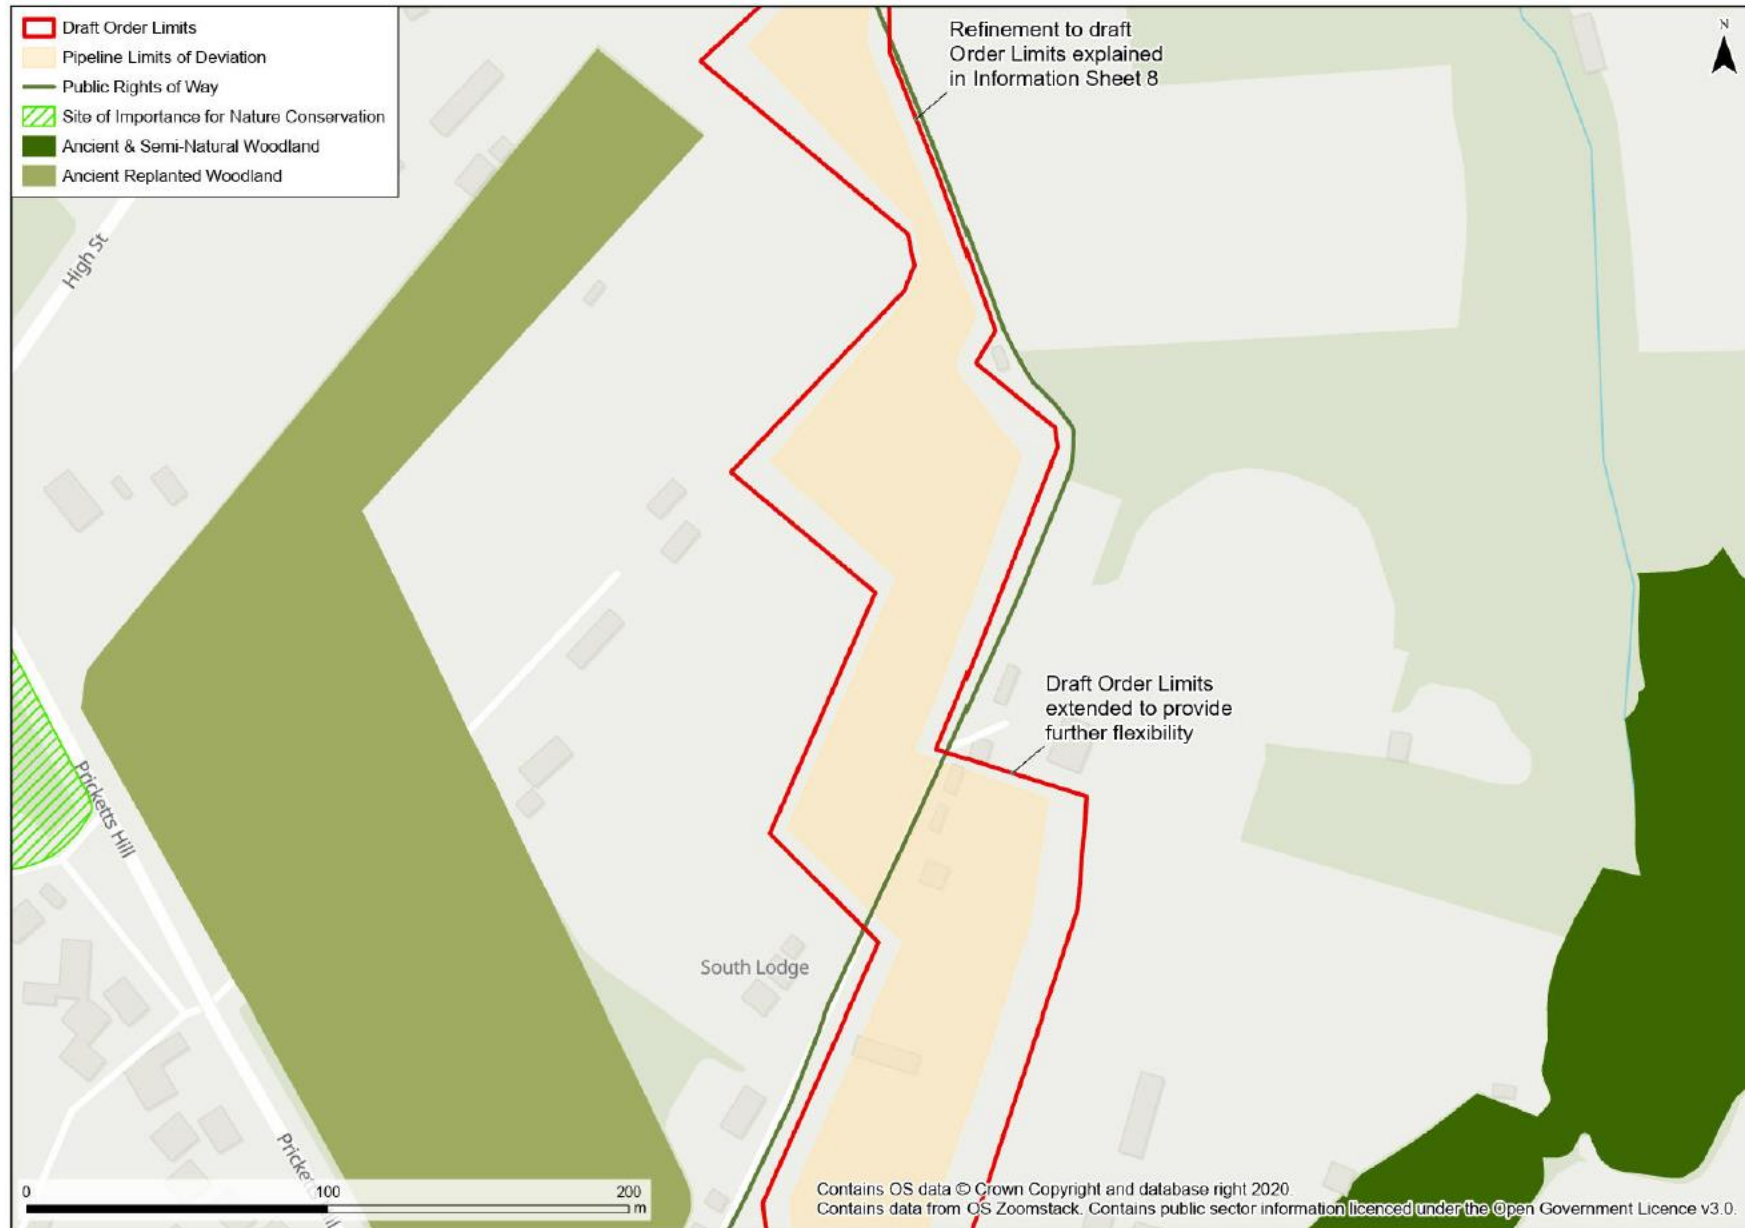 Draft Order Limits
Pipeline Limits of Deviation
Public Rights of Way
Site of Importance for Nature Conservation
Ancient & Semi-Natural Woodland
Ancient Replanted Woodland
Refinement to draft
Order Limits explained
in Information Sheet 8
N
High St
Draft Order Limits
extended to provide
further flexibility
Pricketts Hill
South Lodge
0 100 200
m
Contains OS data © Crown Copyright and database right 2020.
Contains data from OS Zoomstack. Contains public sector information licenced under the Open Government Licence v3.0.